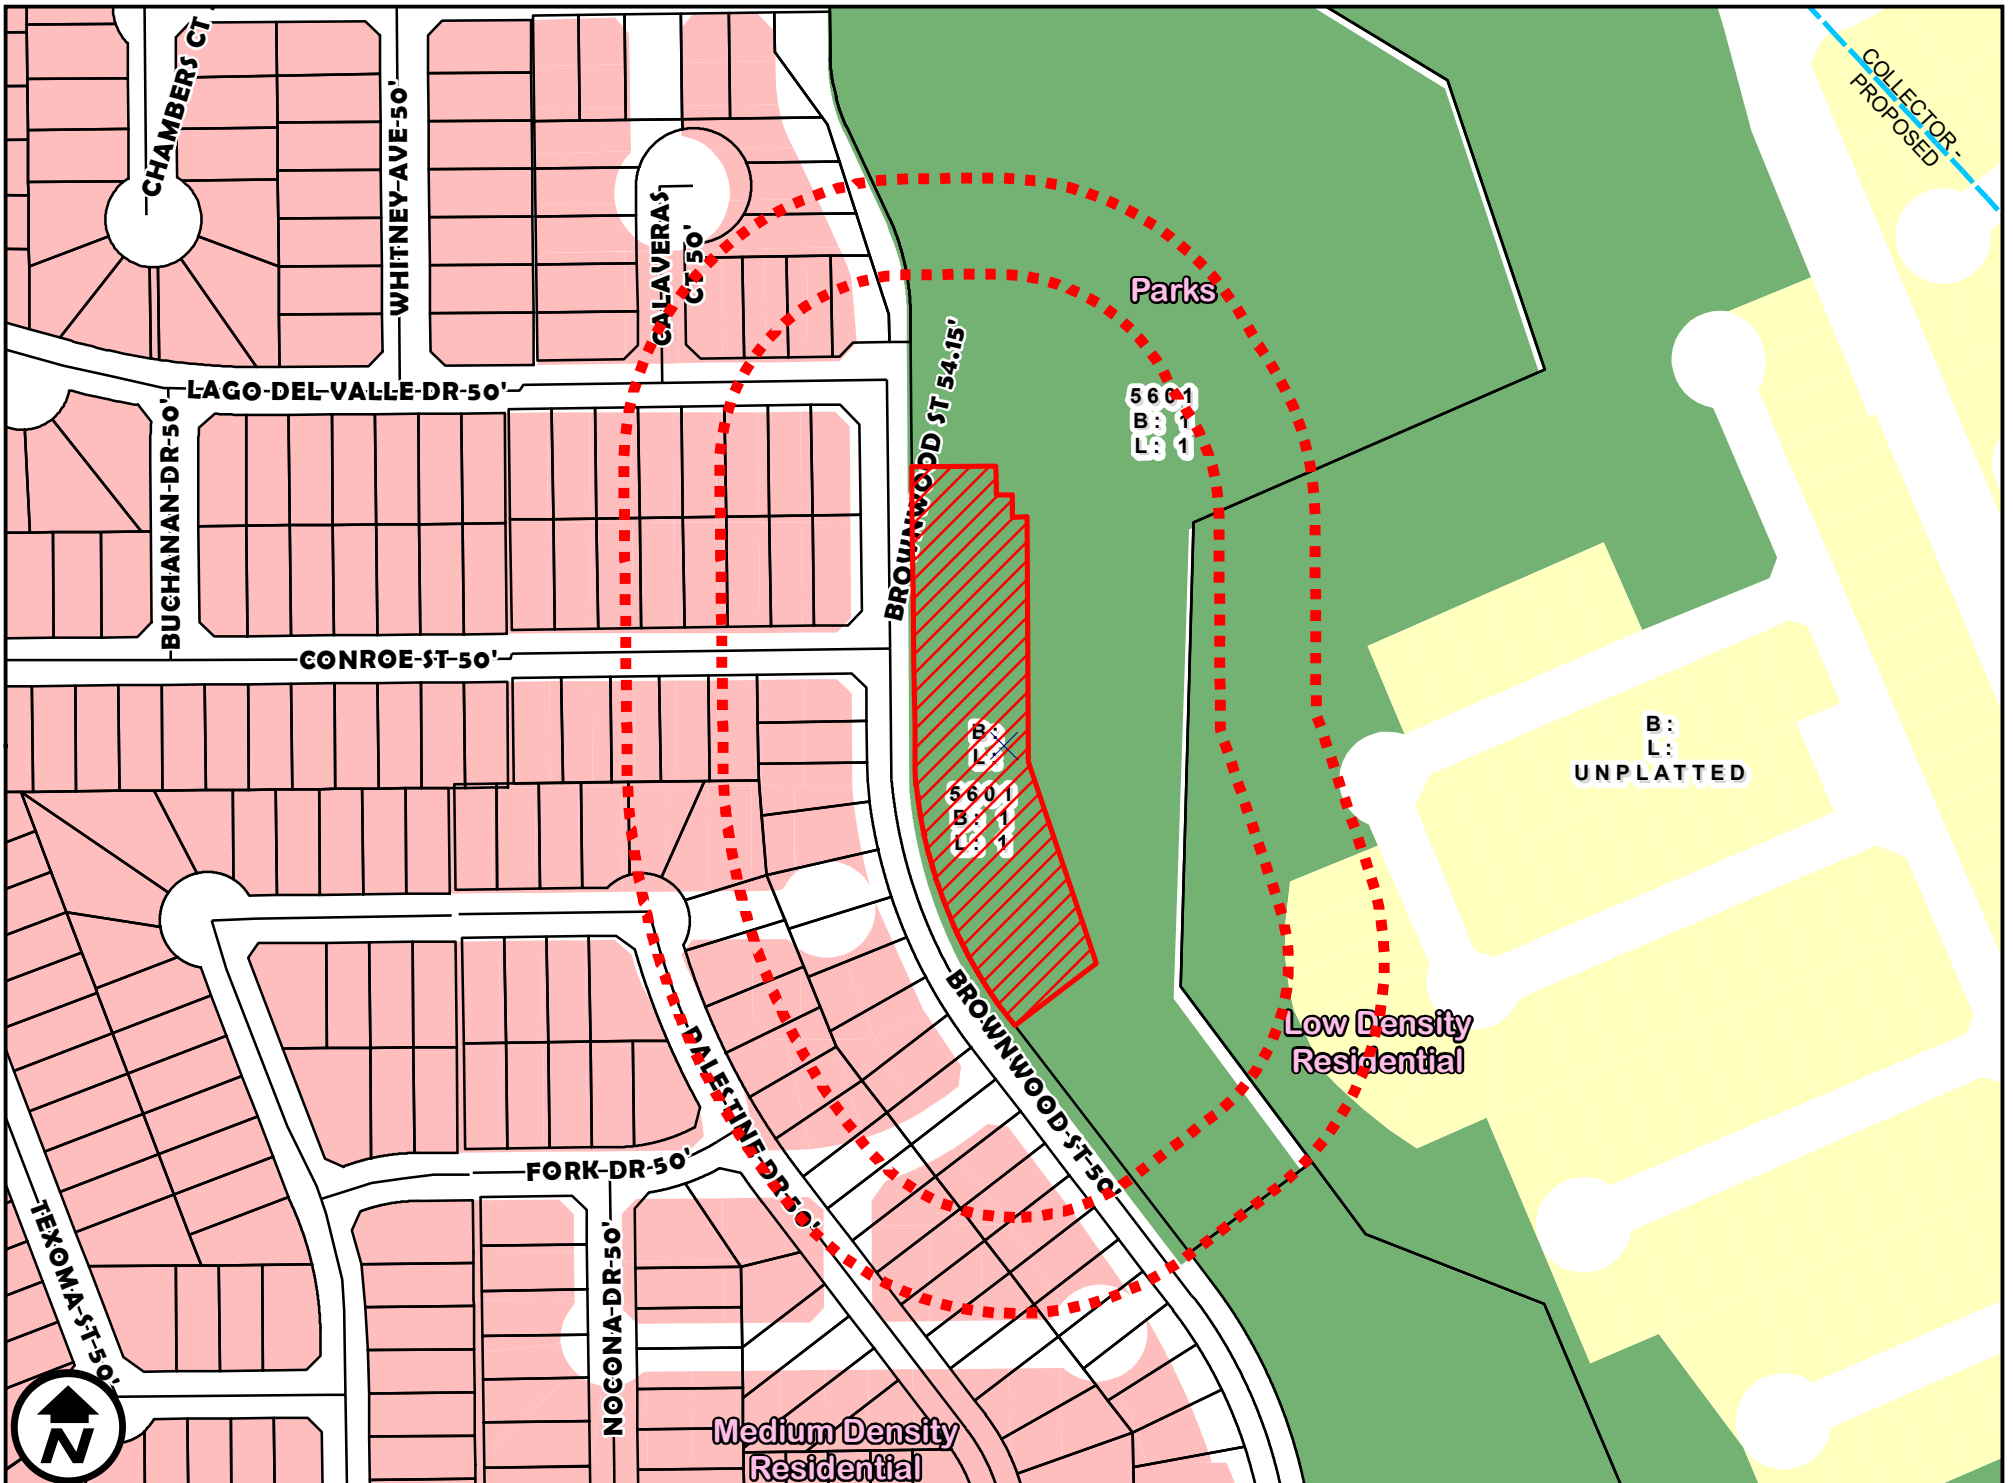 CHAMBERS CT
WHITNEY-AVE-50'
CALAVERAS
CT 50'
COLLECTOR -
PROPOSED
Parks
LAGO-DEL-VALLE-DR-50'
BUCHANAN-DR-50'
BROWNWOOD ST 54.15'
5601
B: 1
L: 1
CONROE-ST-50'
B:
L:
5601
B: 1
L: 1
B:
L:
UNPLATTED
BROWNWOOD-ST-50'
Low Density
Residential
PALESTINE-DR-50'
FORK-DR-50'
TEXOMA-ST-50'
NOCONA-DR-50'
Medium Density
Residential
N